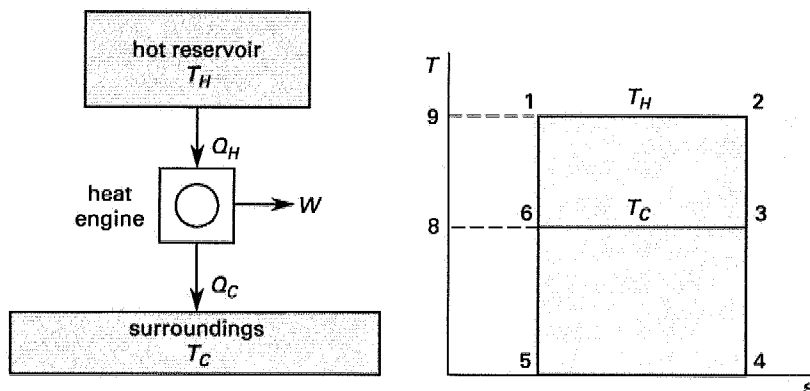 hot reservoir
T_H
Q_H
heat
engine
W
Q_C
surroundings
T_C
T
9
1
T_H
2
6
T_C
3
8
5
4
s